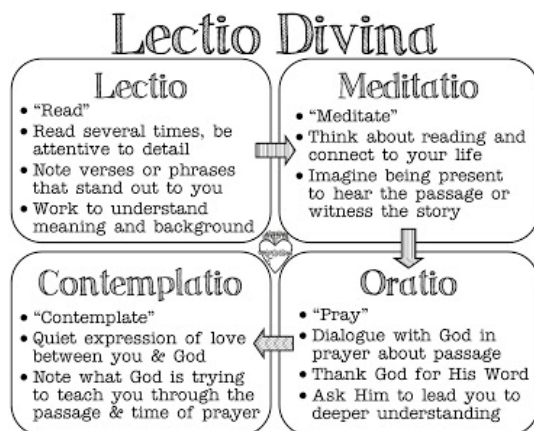 Lectio Divina
Lectio
• "Read"
• Read several times, be
attentive to detail
• Note verses or phrases
that stand out to you
• Work to understand
meaning and background
Meditatio
• "Meditate"
• Think about reading and
connect to your life
• Imagine being present
to hear the passage or
witness the story
Oratio
• "Pray"
• Dialogue with God in
prayer about passage
• Thank God for His Word
• Ask Him to lead you to
deeper understanding
Contemplatio
• "Contemplate"
• Quiet expression of love
between you & God
• Note what God is trying
to teach you through the
passage & time of prayer